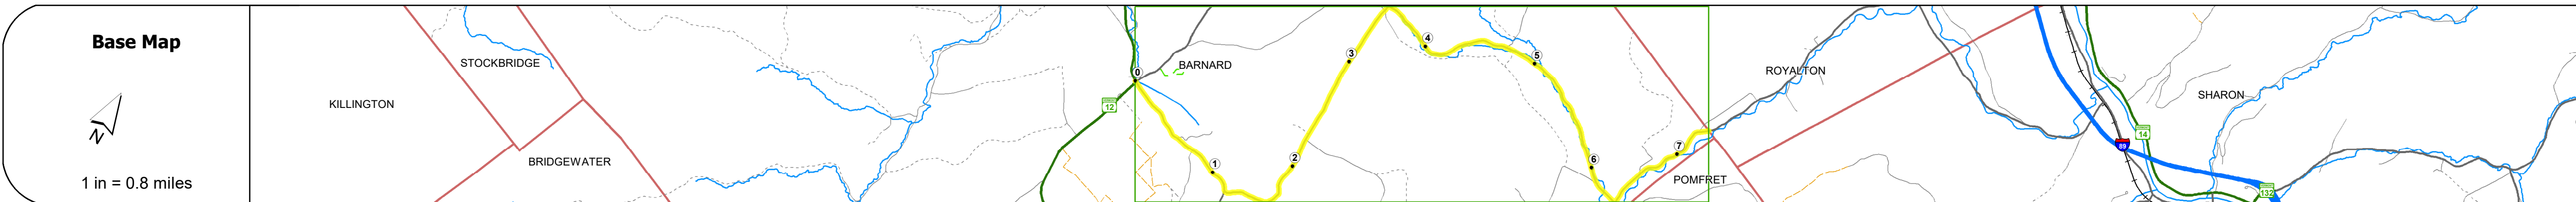 Base Map
N
1 in = 0.8 miles
KILLINGTON
STOCKBRIDGE
BRIDGEWATER
12
0
BARNARD
1
2
3
4
5
6
7
POMFRET
ROYALTON
89
14
SHARON
132